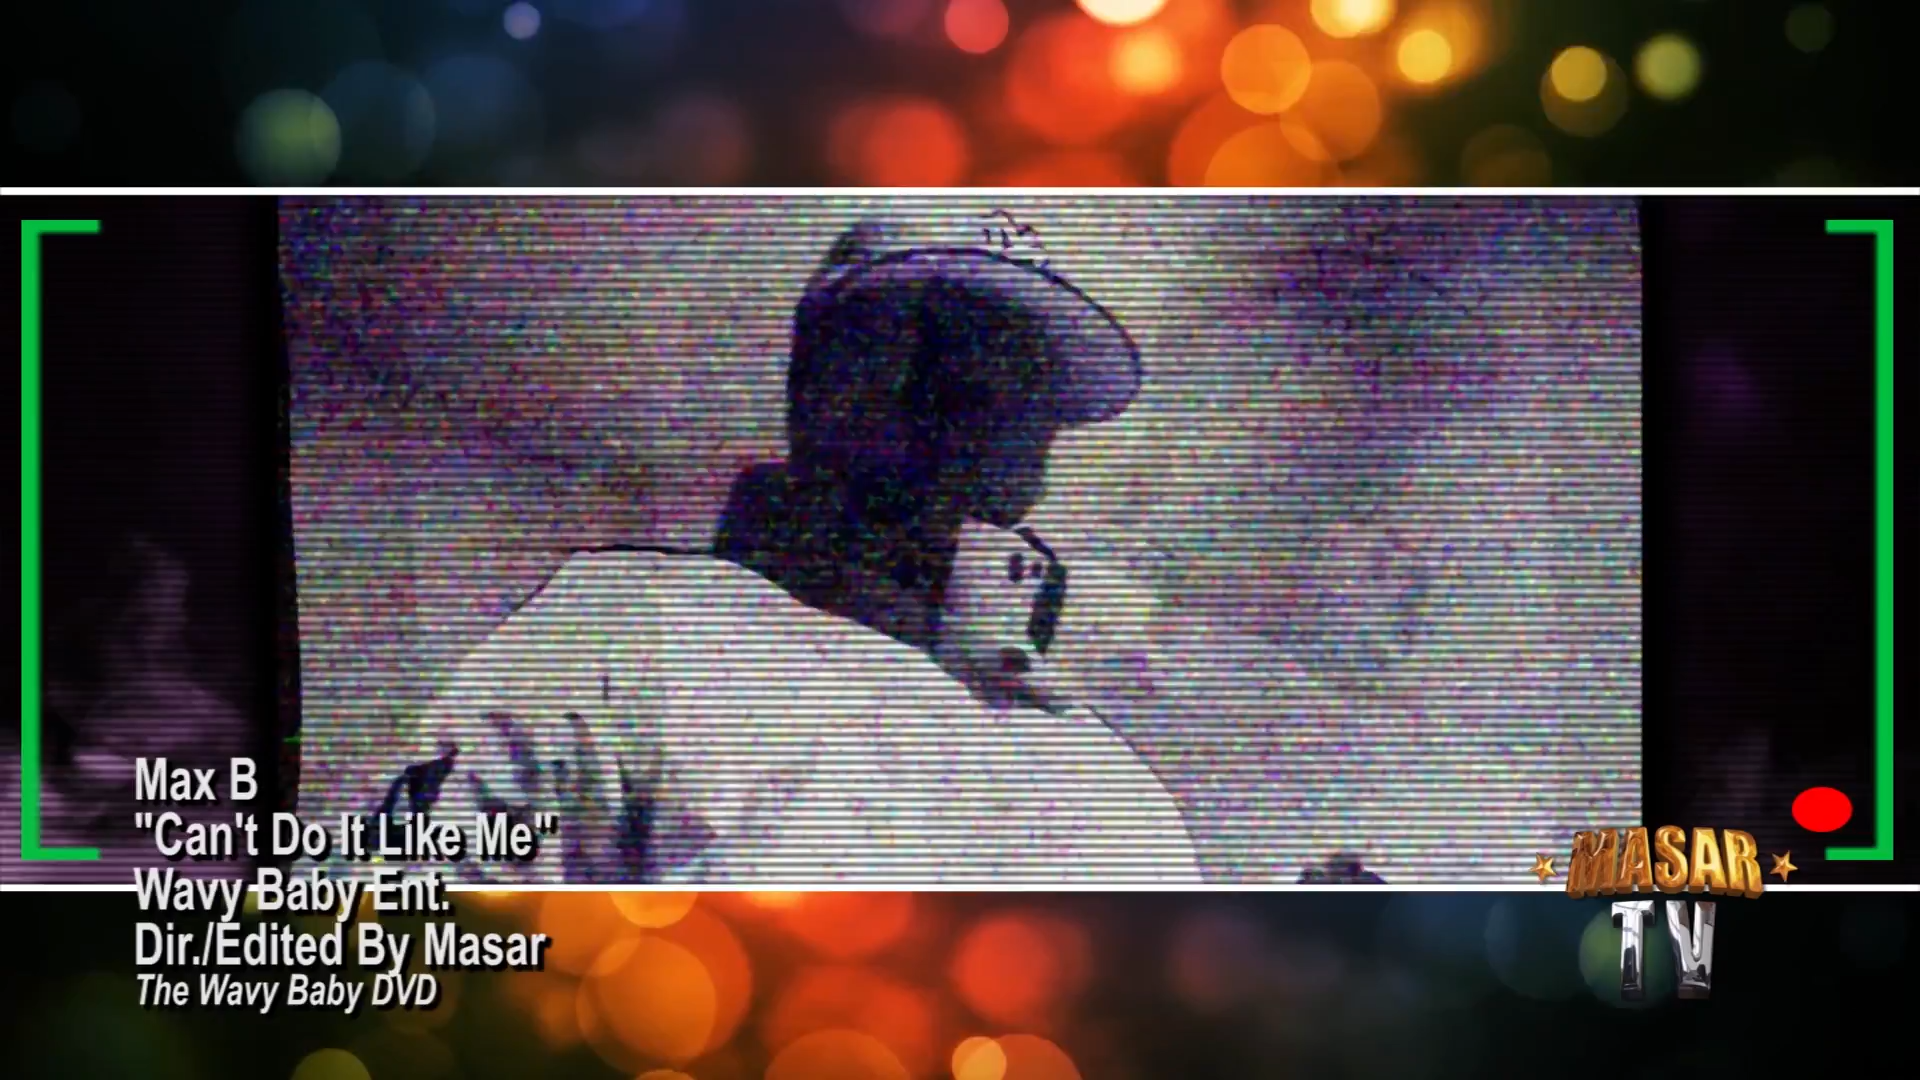 Max B
"Can't Do It Like Me"
Wavy Baby Ent.
Dir./Edited By Masar
The Wavy Baby DVD
MASAR
TV